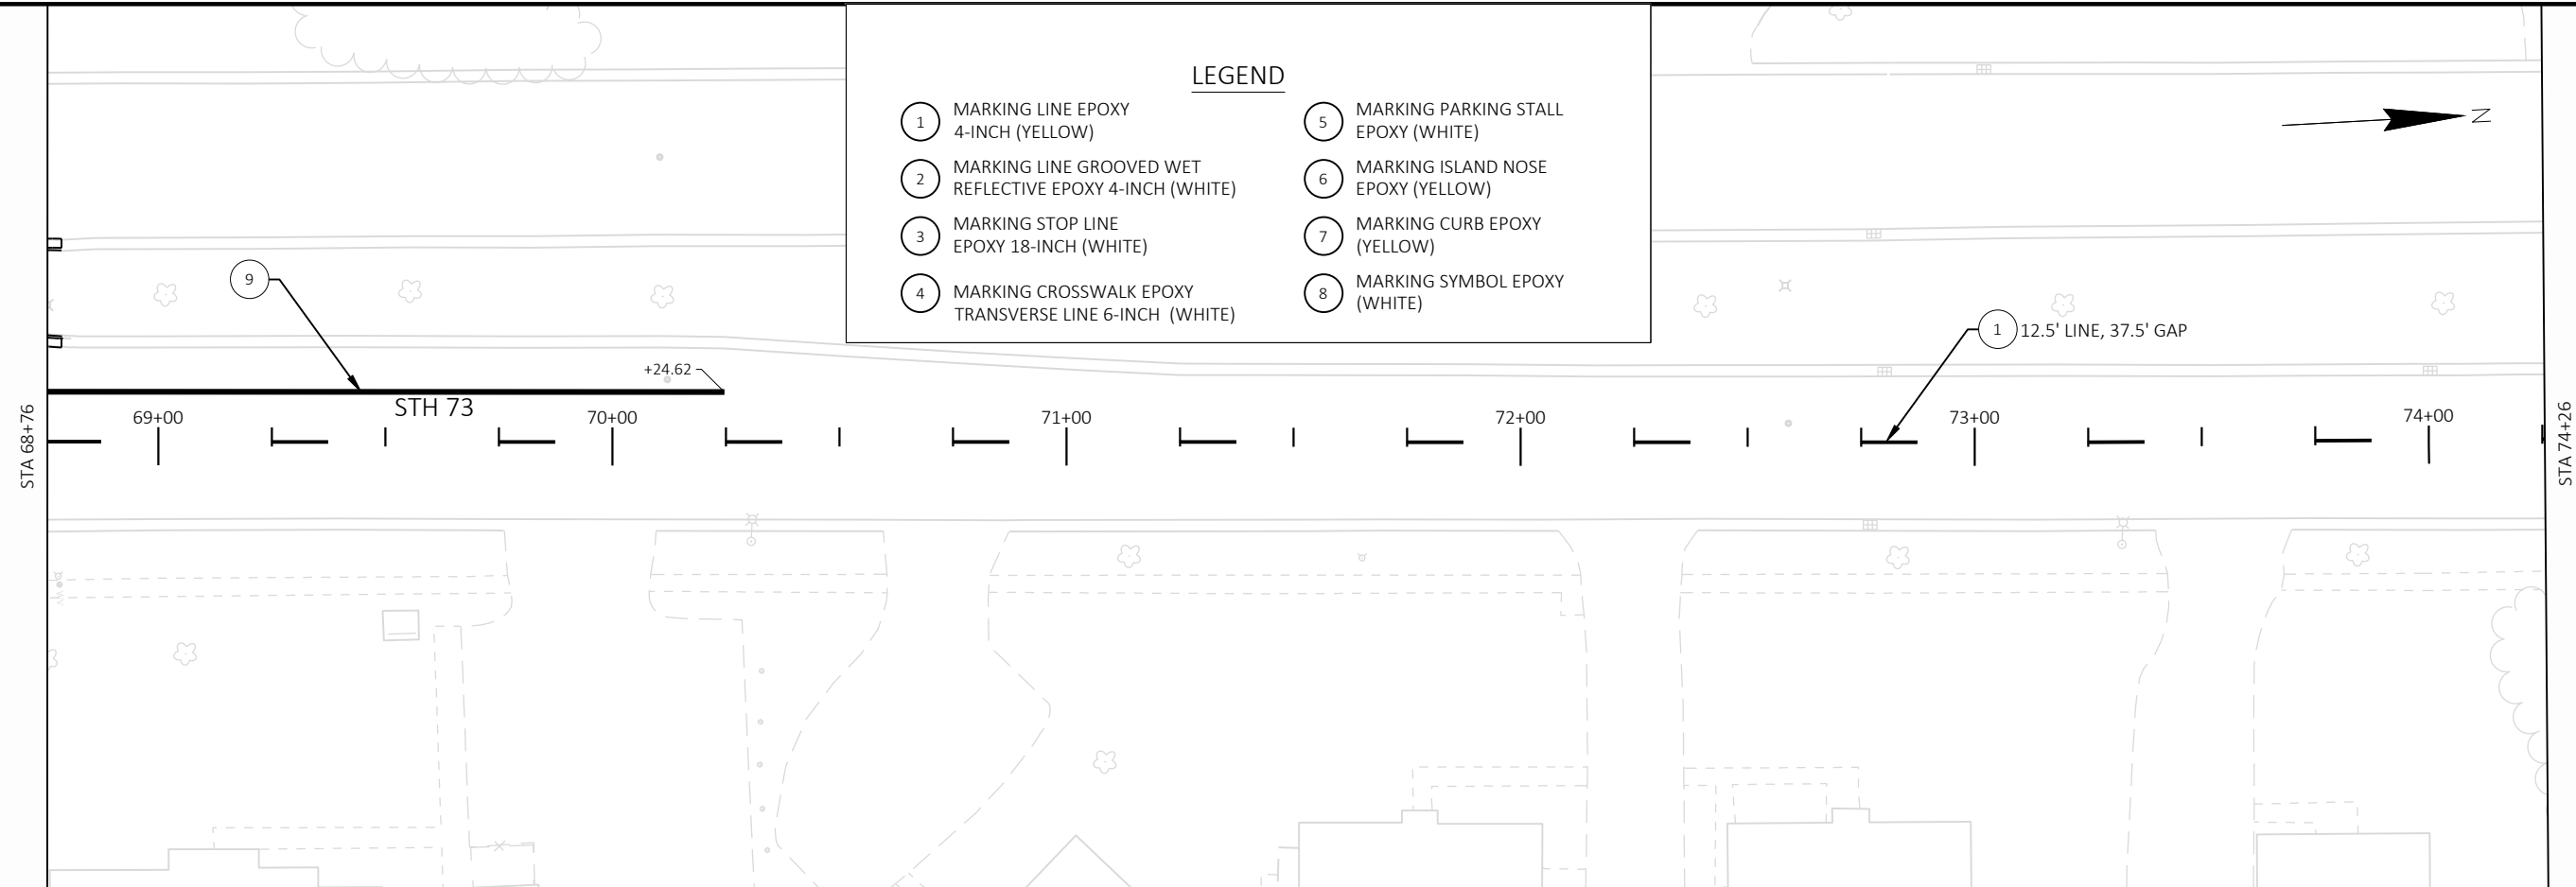 LEGEND
1 MARKING LINE EPOXY
4-INCH (YELLOW)
2 MARKING LINE GROOVED WET
REFLECTIVE EPOXY 4-INCH (WHITE)
3 MARKING STOP LINE
EPOXY 18-INCH (WHITE)
4 MARKING CROSSWALK EPOXY
TRANSVERSE LINE 6-INCH (WHITE)
5 MARKING PARKING STALL
EPOXY (WHITE)
6 MARKING ISLAND NOSE
EPOXY (YELLOW)
7 MARKING CURB EPOXY
(YELLOW)
8 MARKING SYMBOL EPOXY
(WHITE)
N
9
1 12.5' LINE, 37.5' GAP
+24.62
STH 73
69+00
70+00
71+00
72+00
73+00
74+00
STA 68+76
STA 74+26